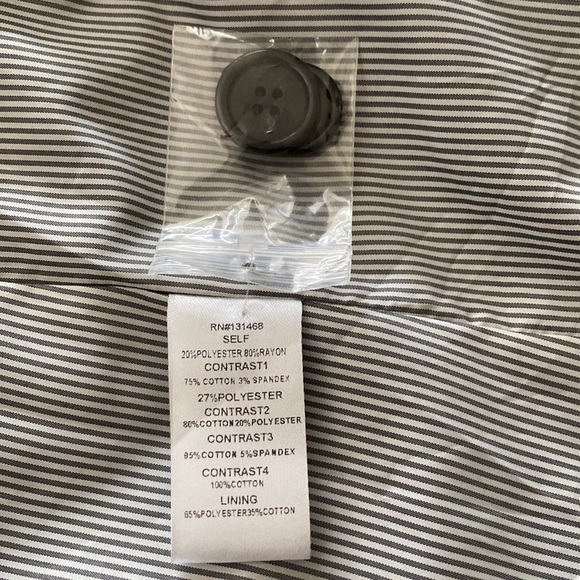 RN#131468
SELF
20%POLYESTER 80%RAYON
CONTRAST1
75% COTTON 3% SPANDEX
27%POLYESTER
CONTRAST2
80%COTTON20%POLYESTER
CONTRAST3
95%COTTON 5%SPANDEX
CONTRAST4
100%COTTON
LINING
65%POLYESTER35%COTTON